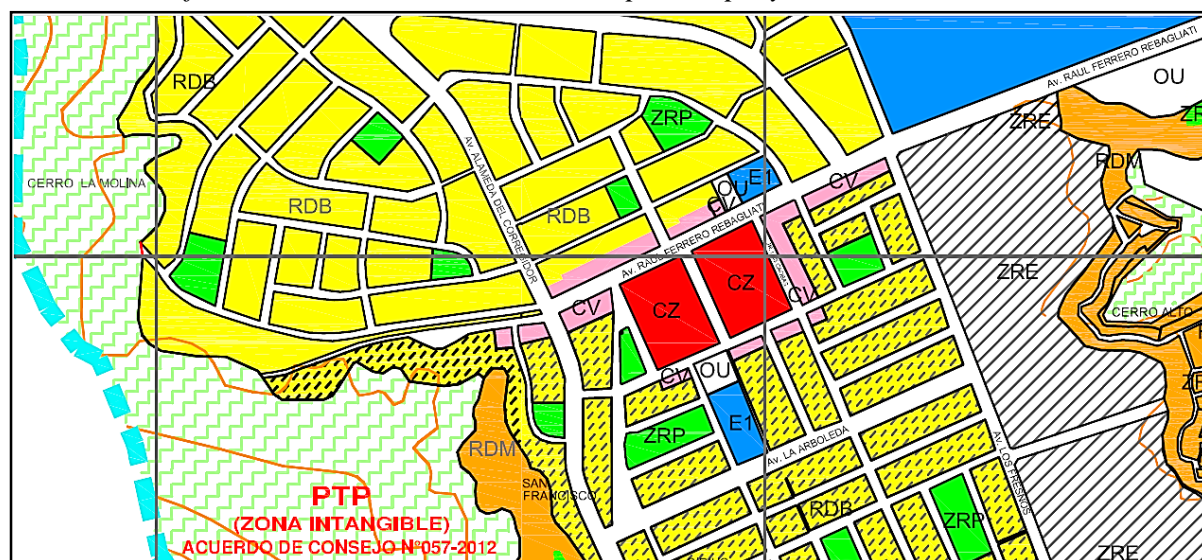 Av. RAUL FERRERO REBAGLIATI
OU
RDB
ZRP
ZRE
RDM
CERRO LA MOLINA
Av. ALAMEDA DEL CORREGIDOR
E1
OU
CV
CV
RDB
RDB
Av. RAUL FERRERO REBAGLIATI
ZRE
CZ
CV
CV
CZ
CERRO ALTO
OU
CV
E1
ZRP
Av. LA ARBOLEDA
RDM
Av. LOS FRESNOS
SAN
FRANCISCO
PTP
(ZONA INTANGIBLE)
ACUERDO DE CONSEJO Nº057-2012
RDB
ZRP
ZRE